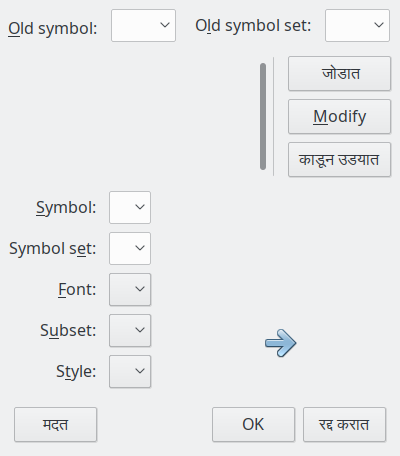 Old symbol:
Old symbol set:
जोडात
Modify
काडून उडयात
Symbol:
Symbol set:
Font:
Subset:
Style:
मदत
OK
रद्द करात